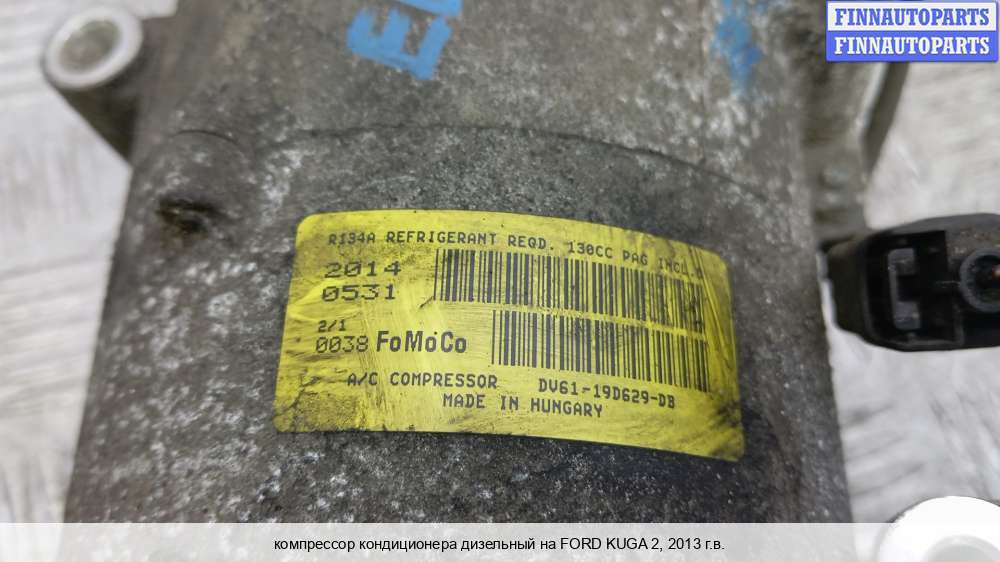 FINNAUTOPARTS
FINNAUTOPARTS
R134A REFRIGERANT REQD. 130CC PAG INCL.
2014
0531
2/1
0038 FoMoCo
A/C COMPRESSOR DV61-19D629-DB
MADE IN HUNGARY
компрессор кондиционера дизельный на FORD KUGA 2, 2013 г.в.